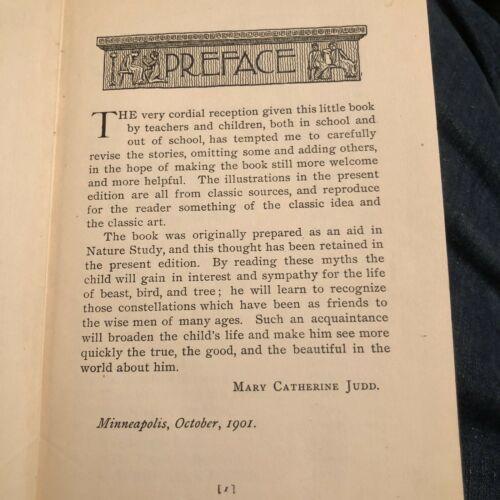 PREFACE
THE very cordial reception given this little book
by teachers and children, both in school and
out of school, has tempted me to carefully
revise the stories, omitting some and adding others,
in the hope of making the book still more welcome
and more helpful. The illustrations in the present
edition are all from classic sources, and reproduce
for the reader something of the classic idea and
the classic art.
The book was originally prepared as an aid in
Nature Study, and this thought has been retained in
the present edition. By reading these myths the
child will gain in interest and sympathy for the life
of beast, bird, and tree; he will learn to recognize
those constellations which have been as friends to
the wise men of many ages. Such an acquaintance
will broaden the child's life and make him see more
quickly the true, the good, and the beautiful in the
world about him.
MARY CATHERINE JUDD.
Minneapolis, October, 1901.
[1]